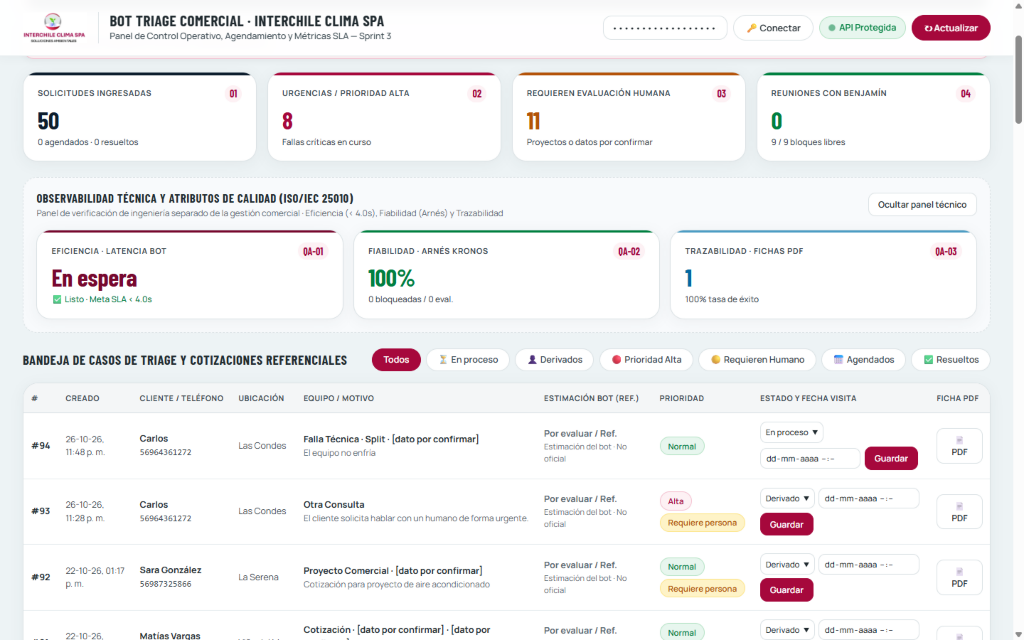 INTERCHILE CLIMA SPA
SOLUCIONES AMBIENTALES
BOT TRIAGE COMERCIAL · INTERCHILE CLIMA SPA
Panel de Control Operativo, Agendamiento y Métricas SLA — Sprint 3
Conectar
API Protegida
Actualizar
SOLICITUDES INGRESADAS 01
50
0 agendados · 0 resueltos
URGENCIAS / PRIORIDAD ALTA 02
8
Fallas críticas en curso
REQUIEREN EVALUACIÓN HUMANA 03
11
Proyectos o datos por confirmar
REUNIONES CON BENJAMÍN 04
0
9 / 9 bloques libres
OBSERVABILIDAD TÉCNICA Y ATRIBUTOS DE CALIDAD (ISO/IEC 25010)
Panel de verificación de ingeniería separado de la gestión comercial · Eficiencia (< 4.0s), Fiabilidad (Arnés) y Trazabilidad
Ocultar panel técnico
EFICIENCIA · LATENCIA BOT QA-01
En espera
✅ Listo · Meta SLA < 4.0s
FIABILIDAD · ARNÉS KRONOS QA-02
100%
0 bloqueadas / 0 eval.
TRAZABILIDAD · FICHAS PDF QA-03
1
100% tasa de éxito
BANDEJA DE CASOS DE TRIAGE Y COTIZACIONES REFERENCIALES
Todos
En proceso
Derivados
Prioridad Alta
Requieren Humano
Agendados
Resueltos
# CREADO CLIENTE / TELÉFONO UBICACIÓN EQUIPO / MOTIVO ESTIMACIÓN BOT (REF.) PRIORIDAD ESTADO Y FECHA VISITA FICHA PDF
#94
26-10-26,
11:48 p. m.
Carlos
56964361272
Las Condes
Falla Técnica · Split · [dato por confirmar]
El equipo no enfría
Por evaluar / Ref.
Estimación del bot · No
oficial
Normal
En proceso ▼
dd-mm-aaaa --:--
Guardar
PDF
#93
26-10-26,
11:28 p. m.
Carlos
56964361272
Las Condes
Otra Consulta
El cliente solicita hablar con un humano de forma urgente.
Por evaluar / Ref.
Estimación del bot · No
oficial
Alta
Requiere persona
Derivado ▼
dd-mm-aaaa --:--
Guardar
PDF
#92
22-10-26, 01:17
p. m.
Sara González
56987325866
La Serena
Proyecto Comercial · [dato por confirmar]
Cotización para proyecto de aire acondicionado
Por evaluar / Ref.
Estimación del bot · No
oficial
Normal
Requiere persona
Derivado ▼
dd-mm-aaaa --:--
Guardar
PDF
22-10-26,
Matías Vargas
Cotización · [dato por confirmar] · [dato por
Por evaluar / Ref.
Normal
Derivado ▼
dd-mm-aaaa --:--